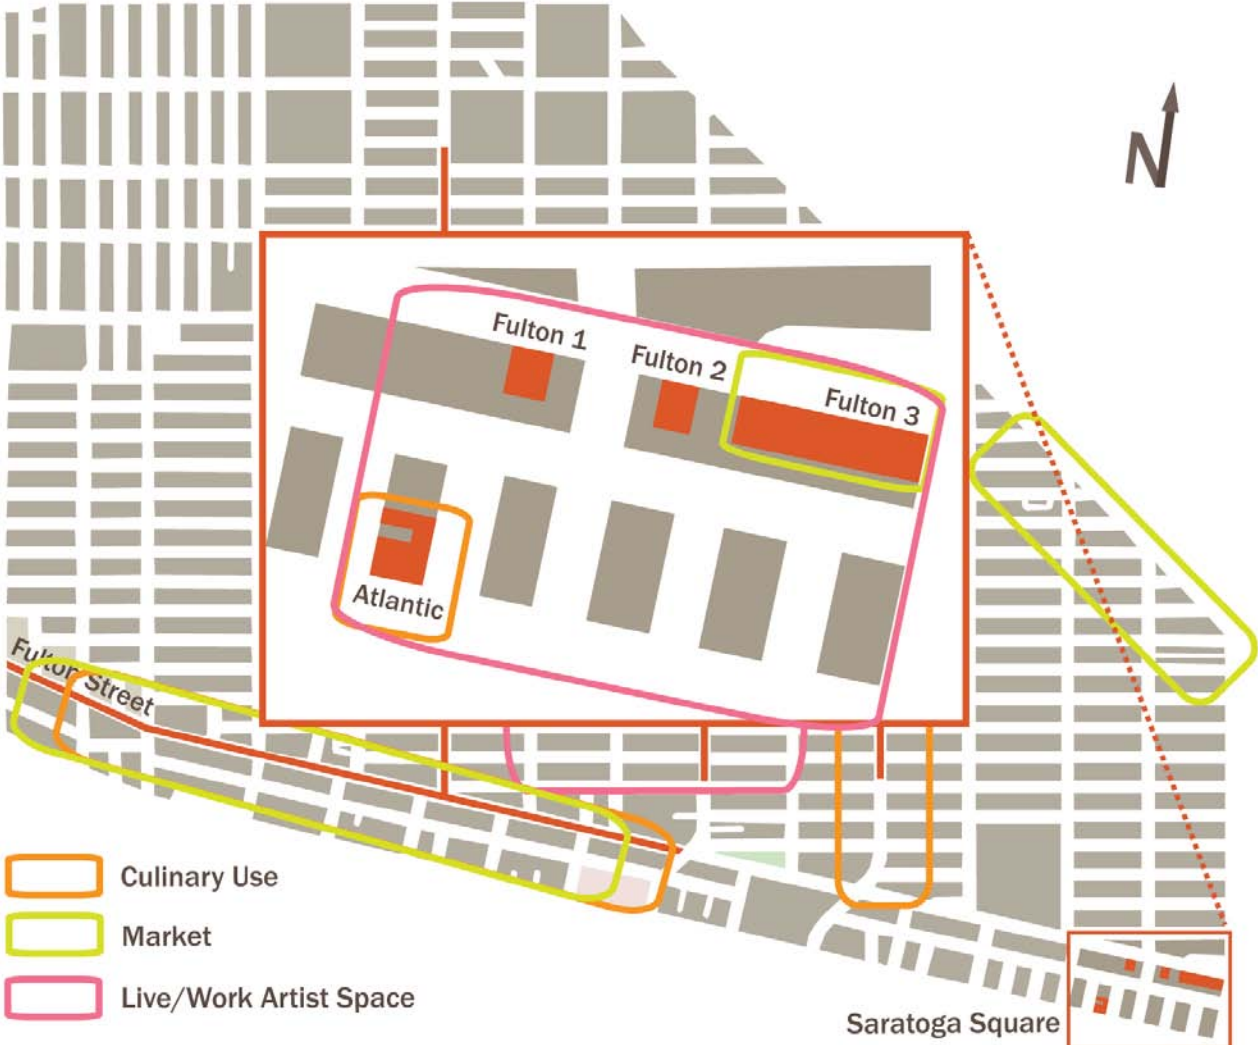 N
Fulton 1
Fulton 2
Fulton 3
Atlantic
Fulton Street
Culinary Use
Market
Live/Work Artist Space
Saratoga Square